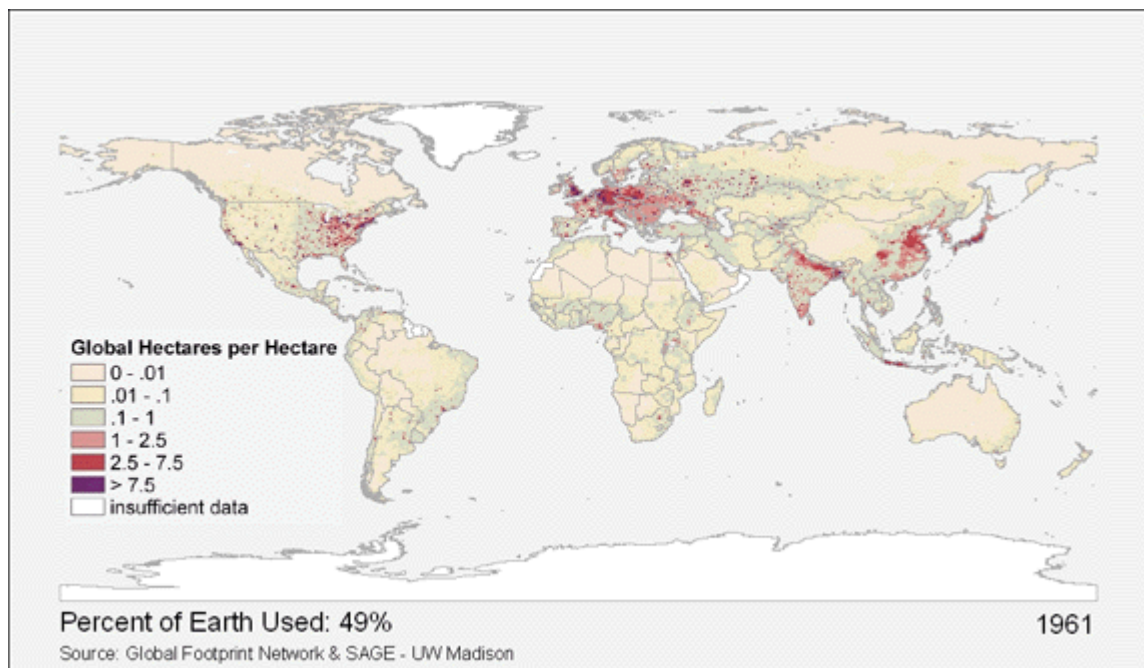 Global Hectares per Hectare
0 - .01
.01 - .1
.1 - 1
1 - 2.5
2.5 - 7.5
> 7.5
insufficient data
Percent of Earth Used: 49%
1961
Source: Global Footprint Network & SAGE - UW Madison